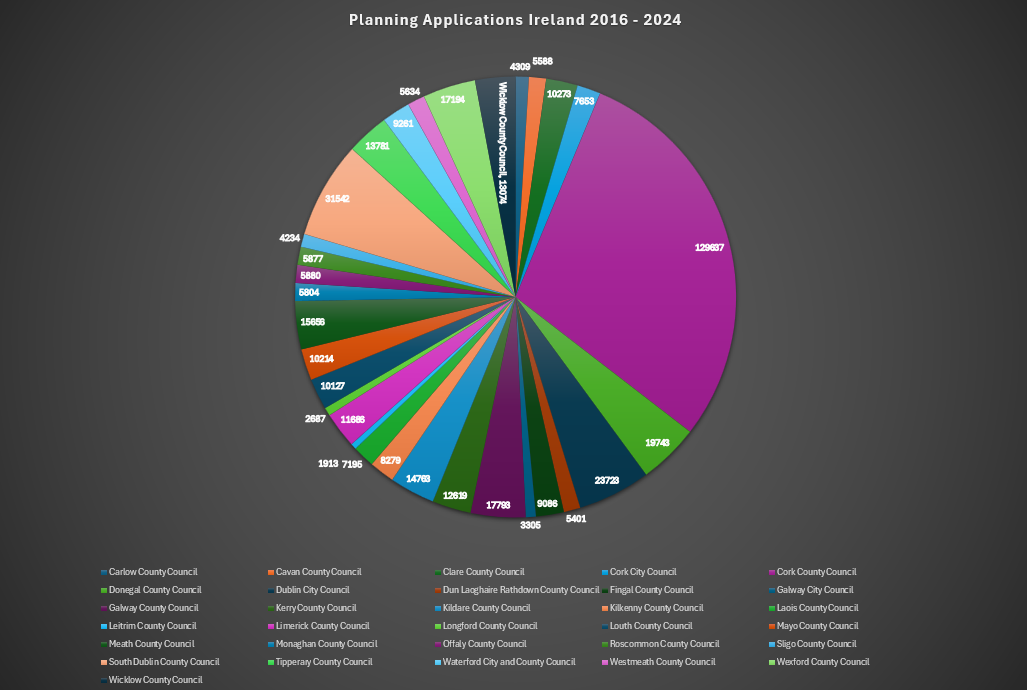 Planning Applications Ireland 2016 - 2024
4309
5588
10273
7653
129637
19743
23723
5401
9086
3305
17793
12619
14763
8279
7195
1913
11686
2687
10127
10214
15656
5804
5880
5877
4234
31542
13781
9261
5634
17194
Wicklow County Council, 13074
Carlow County Council
Cavan County Council
Clare County Council
Cork City Council
Cork County Council
Donegal County Council
Dublin City Council
Dun Laoghaire Rathdown County Council
Fingal County Council
Galway City Council
Galway County Council
Kerry County Council
Kildare County Council
Kilkenny County Council
Laois County Council
Leitrim County Council
Limerick County Council
Longford County Council
Louth County Council
Mayo County Council
Meath County Council
Monaghan County Council
Offaly County Council
Roscommon County Council
Sligo County Council
South Dublin County Council
Tipperay County Council
Waterford City and County Council
Westmeath County Council
Wexford County Council
Wicklow County Council